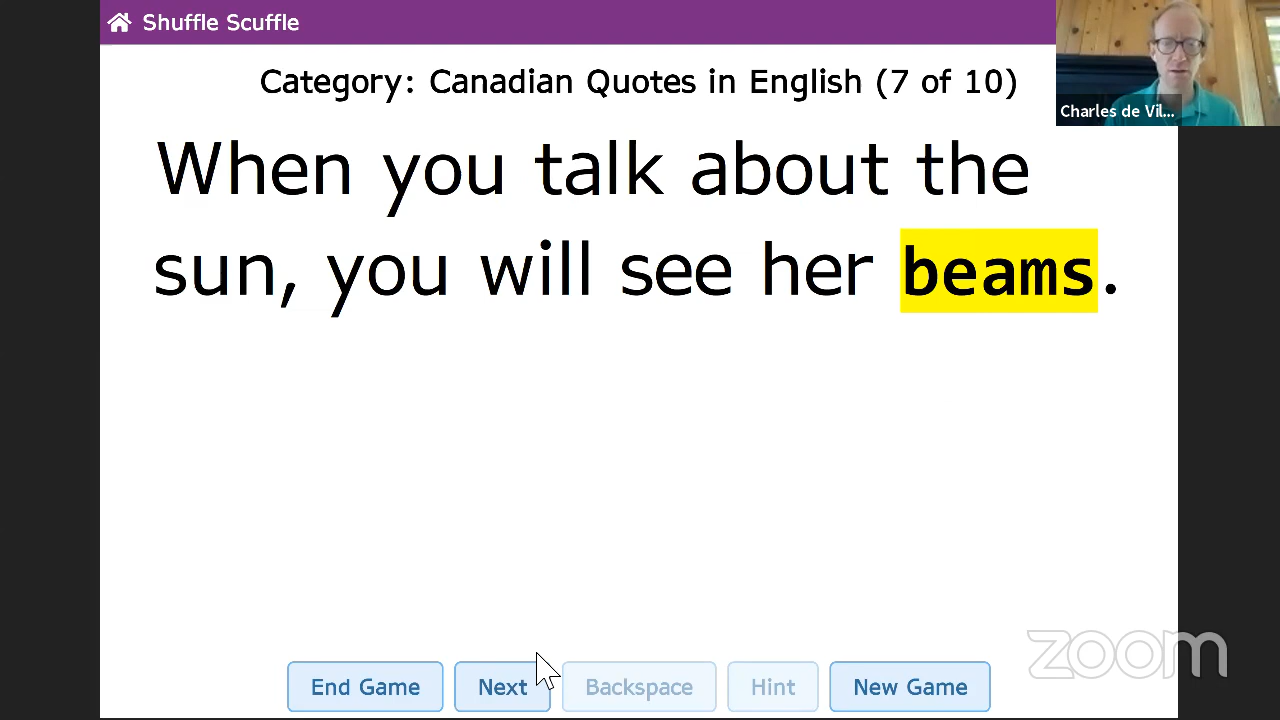 Shuffle Scuffle
Category: Canadian Quotes in English (7 of 10)
Charles de Vil...
When you talk about the
sun, you will see her beams.
End Game
Next
Backspace
Hint
New Game
zoom